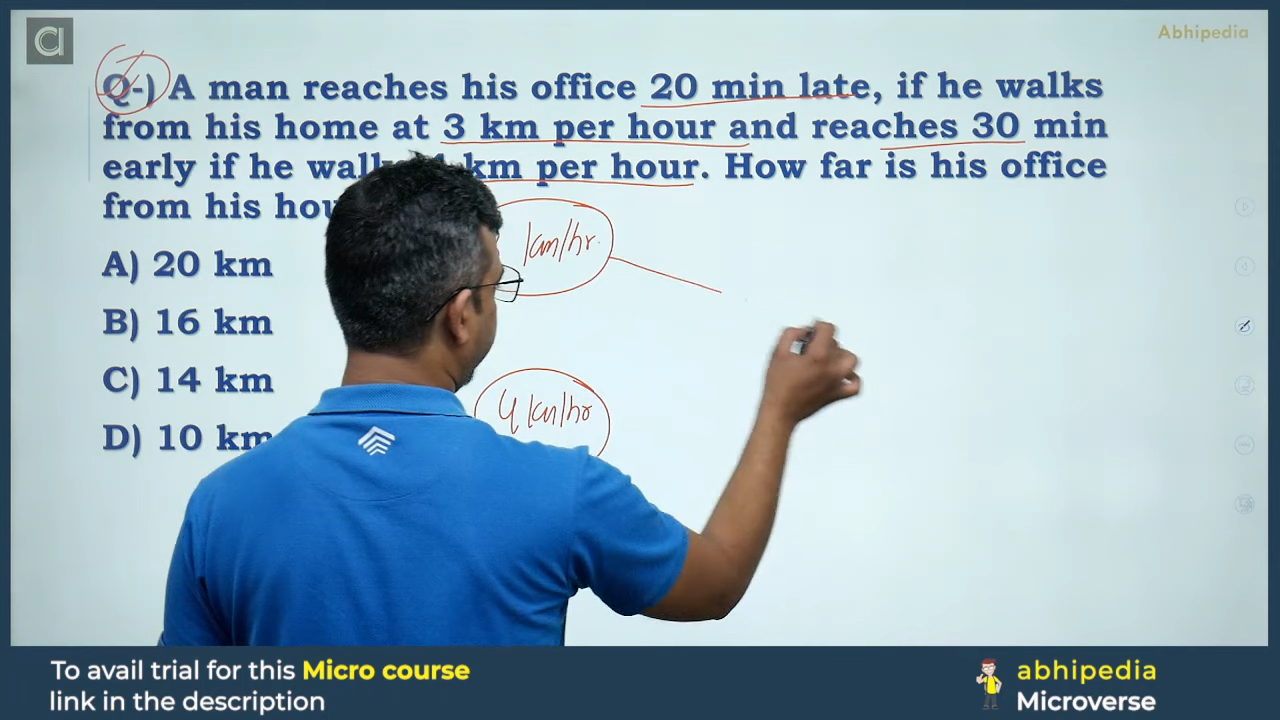 Abhipedia
Q-) A man reaches his office 20 min late, if he walks
from his home at 3 km per hour and reaches 30 min
early if he km per hour. How far is his office
from his
A) 20 km
B) 16 km
C) 14 km
D) 10 km
km/hr
4 km/hr
To avail trial for this Micro course
link in the description
abhipedia
Microverse